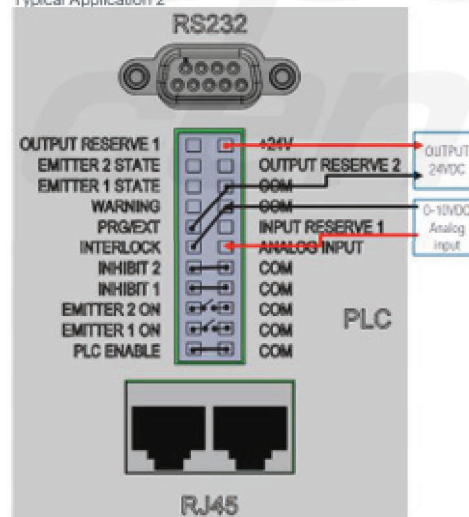 Typical Application 2
RS232
OUTPUT RESERVE 1 +24V
EMITTER 2 STATE OUTPUT RESERVE 2
EMITTER 1 STATE COM
WARNING COM
PRG/EXT INPUT RESERVE 1
INTERLOCK ANALOG INPUT
INHIBIT 2 COM
INHIBIT 1 COM
EMITTER 2 ON COM
EMITTER 1 ON COM
PLC ENABLE COM
PLC
OUTPUT
24VDC
0-10VDC
Analog
input
RJ45